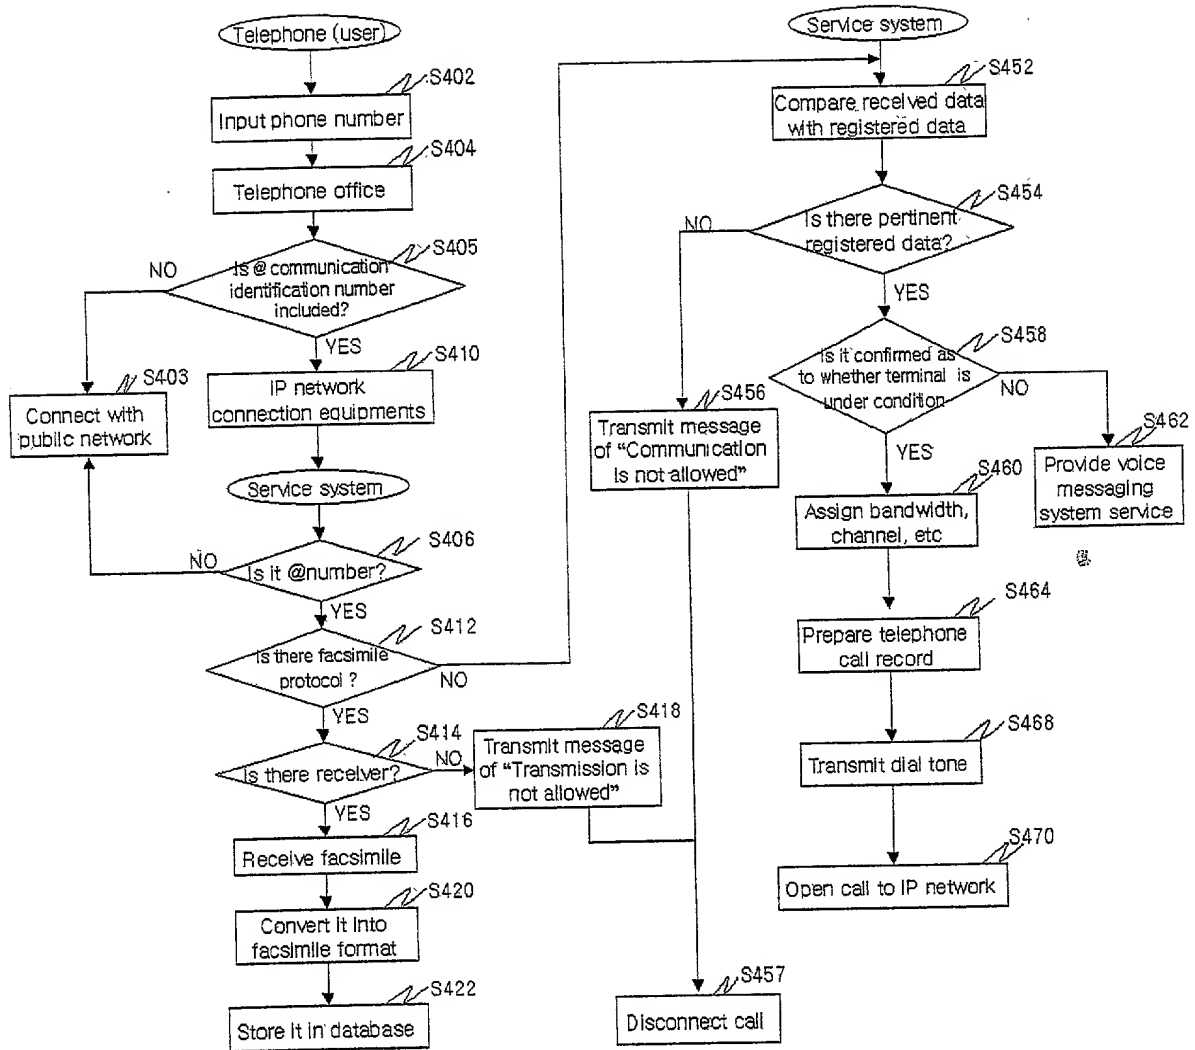 Telephone (user)
S402
Input phone number
S404
Telephone office
S405
Is @ communication
identification number
included?
NO
YES
S403
Connect with
public network
S410
IP network
connection equipments
Service system
S406
Is it @number?
NO
YES
S412
Is there facsimile
protocol ?
NO
YES
S414
Is there receiver?
NO
YES
S418
Transmit message
of "Transmission is
not allowed"
S416
Receive facsimile
S420
Convert it into
facsimile format
S422
Store it in database
Service system
S452
Compare received data
with registered data
S454
Is there pertinent
registered data?
NO
YES
S456
Transmit message
of "Communication
is not allowed"
S457
Disconnect call
S458
Is it confirmed as
to whether terminal is
under condition
NO
YES
S462
Provide voice
messaging
system service
S460
Assign bandwidth,
channel, etc
S464
Prepare telephone
call record
S468
Transmit dial tone
S470
Open call to IP network